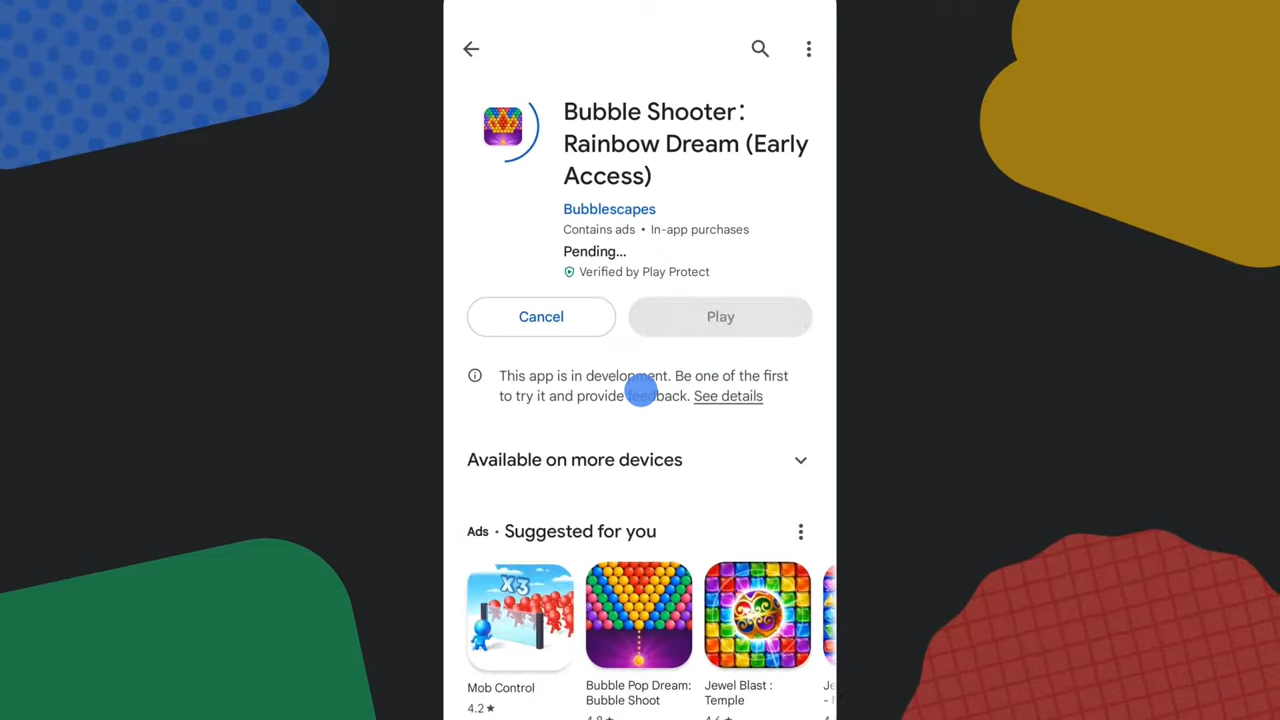 Bubble Shooter:
Rainbow Dream (Early
Access)
Bubblescapes
Contains ads • In-app purchases
Pending...
Verified by Play Protect
Cancel
Play
This app is in development. Be one of the first
to try it and provide feedback. See details
Available on more devices
Ads · Suggested for you
X3
Mob Control
4.2★
Bubble Pop Dream:
Bubble Shoot
Jewel Blast :
Temple